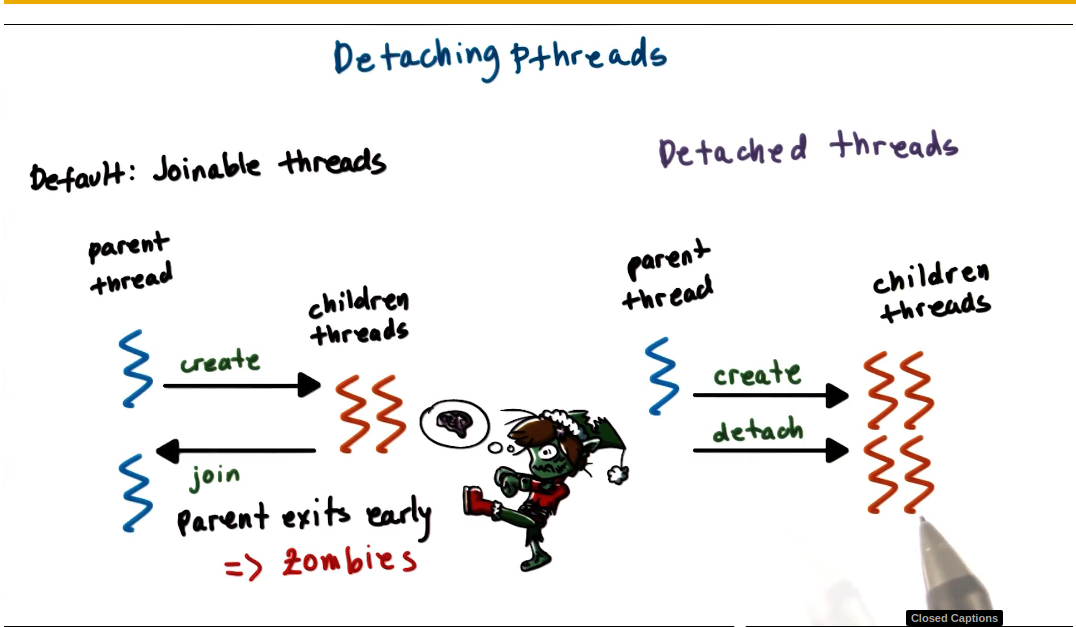 Detaching pthreads
Default: Joinable threads
parent
thread
children
threads
create
join
parent exits early
=> zombies
Detached threads
parent
thread
children
threads
create
detach
Closed Captions